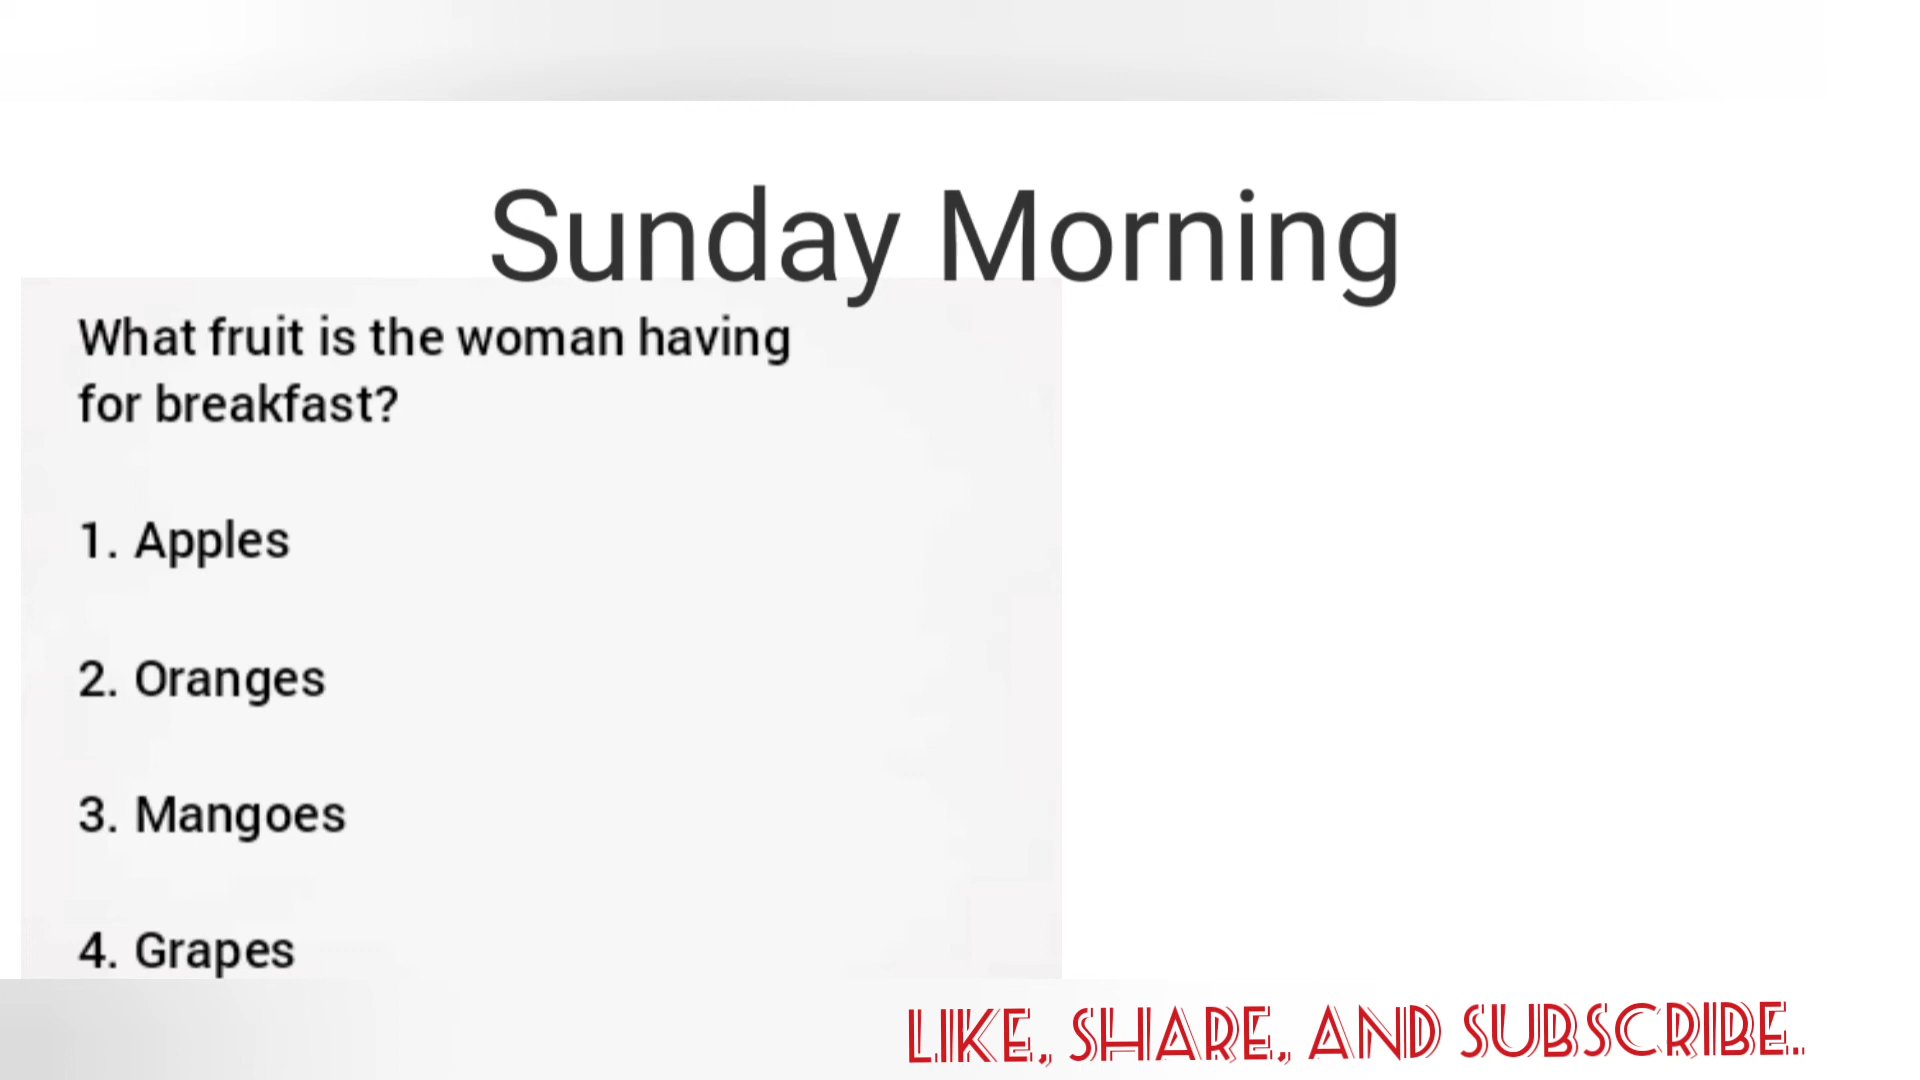 Sunday Morning
What fruit is the woman having
for breakfast?
1. Apples
2. Oranges
3. Mangoes
4. Grapes
LIKE, SHARE, AND SUBSCRIBE..